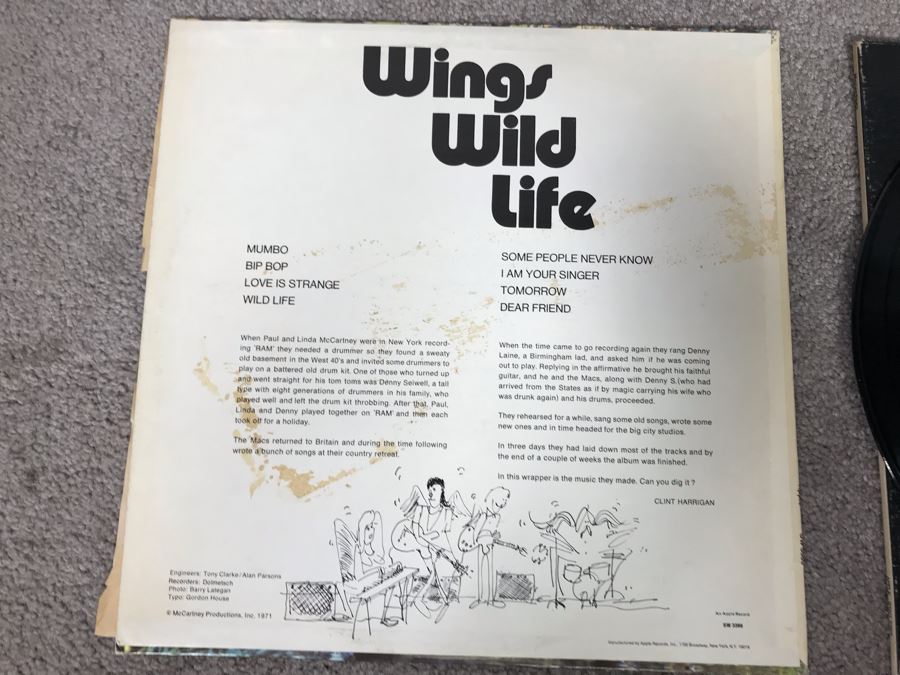 Wings
Wild
Life
MUMBO
BIP BOP
LOVE IS STRANGE
WILD LIFE
SOME PEOPLE NEVER KNOW
I AM YOUR SINGER
TOMORROW
DEAR FRIEND
When Paul and Linda McCartney were in New York record-
ing 'RAM' they needed a drummer so they found a sweaty
old basement in the West 40's and invited some drummers to
play on a battered old drum kit. One of those who turned up
and went straight for his tom toms was Denny Seiwell, a tall
type with eight generations of drummers in his family, who
played well and left the drum kit throbbing. After that, Paul,
Linda and Denny played together on 'RAM' and then each
took off for a holiday.
The Macs returned to Britain and during the time following
wrote a bunch of songs at their country retreat.
When the time came to go recording again they rang Denny
Laine, a Birmingham lad, and asked him if he was coming
out to play. Replying in the affirmative he brought his faithful
guitar, and he and the Macs, along with Denny S.(who had
arrived from the States as if by magic carrying his wife who
was drunk again) and his drums, proceeded.
They rehearsed for a while, sang some old songs, wrote some
new ones and in time headed for the big city studios.
In three days they had laid down most of the tracks and by
the end of a couple of weeks the album was finished.
In this wrapper is the music they made. Can you dig it?
CLINT HARRIGAN
Engineers: Tony Clarke/Alan Parsons
Recorders: Dolmetsch
Photo: Barry Lategan
Typo: Gordon House
© McCartney Productions, Inc. 1971
An Apple Record
SW 3386
Manufactured by Apple Records, Inc., 1700 Broadway, New York, N.Y. 10019